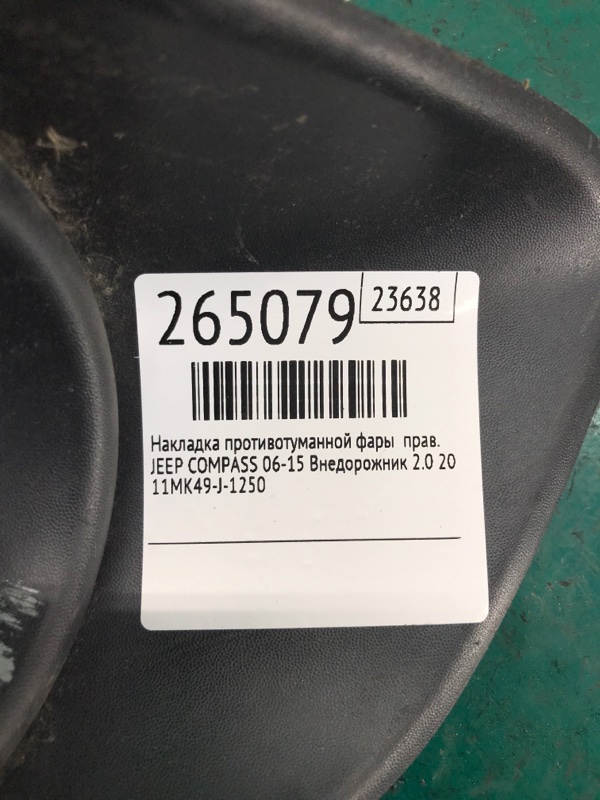 265079
23638
Накладка противотуманной фары прав.
JEEP COMPASS 06-15 Внедорожник 2.0 20
11MK49-J-1250